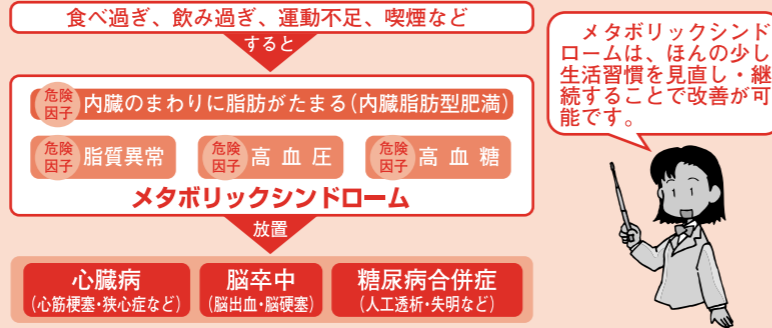 食べ過ぎ、飲み過ぎ、運動不足、喫煙など
すると
危険
因子
内臓のまわりに脂肪がたまる(内臓脂肪型肥満)
危険
因子
脂質異常
危険
因子
高血圧
危険
因子
高血糖
メタボリックシンドローム
放置
心臓病
(心筋梗塞・狭心症など)
脳卒中
(脳出血・脳硬塞)
糖尿病合併症
(人工透析・失明など)
メタボリックシンド
ロームは、ほんの少し
生活習慣を見直し・継
続することで改善が可
能です。